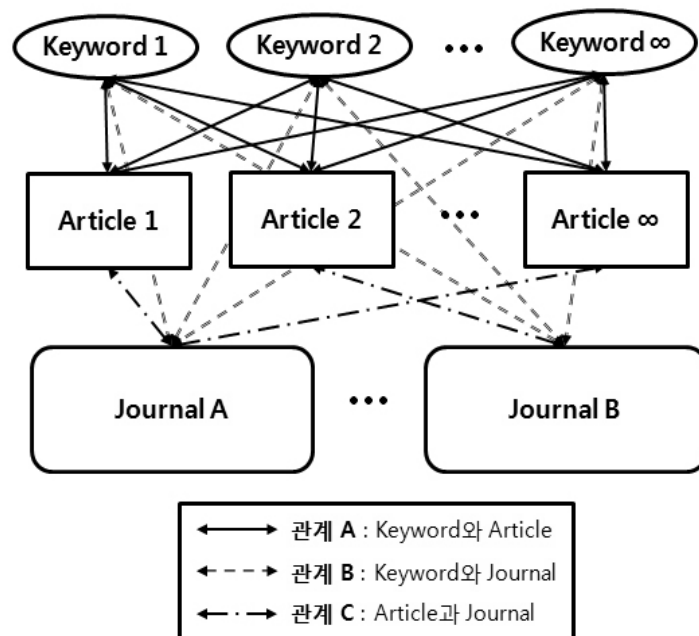 Keyword 1 Keyword 2 ••• Keyword ∞
Article 1 Article 2 ••• Article ∞
Journal A ••• Journal B
관계 A : Keyword와 Article
관계 B : Keyword와 Journal
관계 C : Article과 Journal